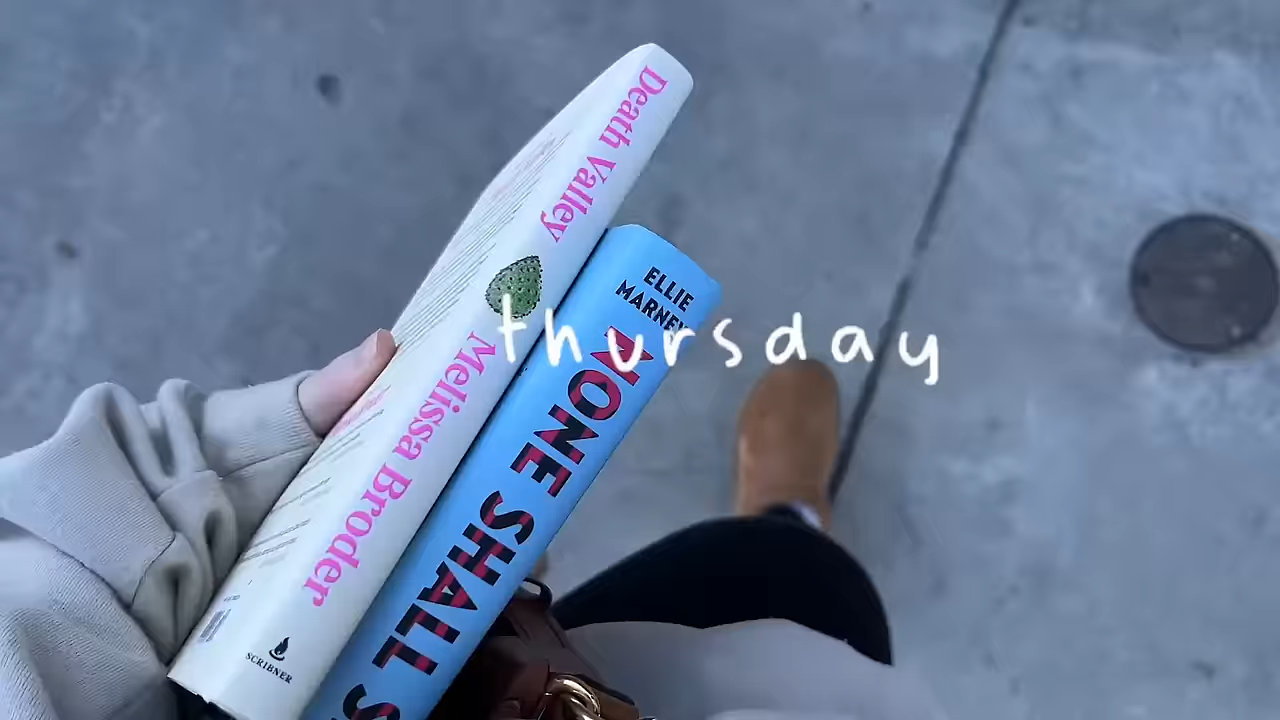 Death Valley
Melissa Broder
SCRIBNER
ELLIE
MARNEY
NONE SHALL
thursday